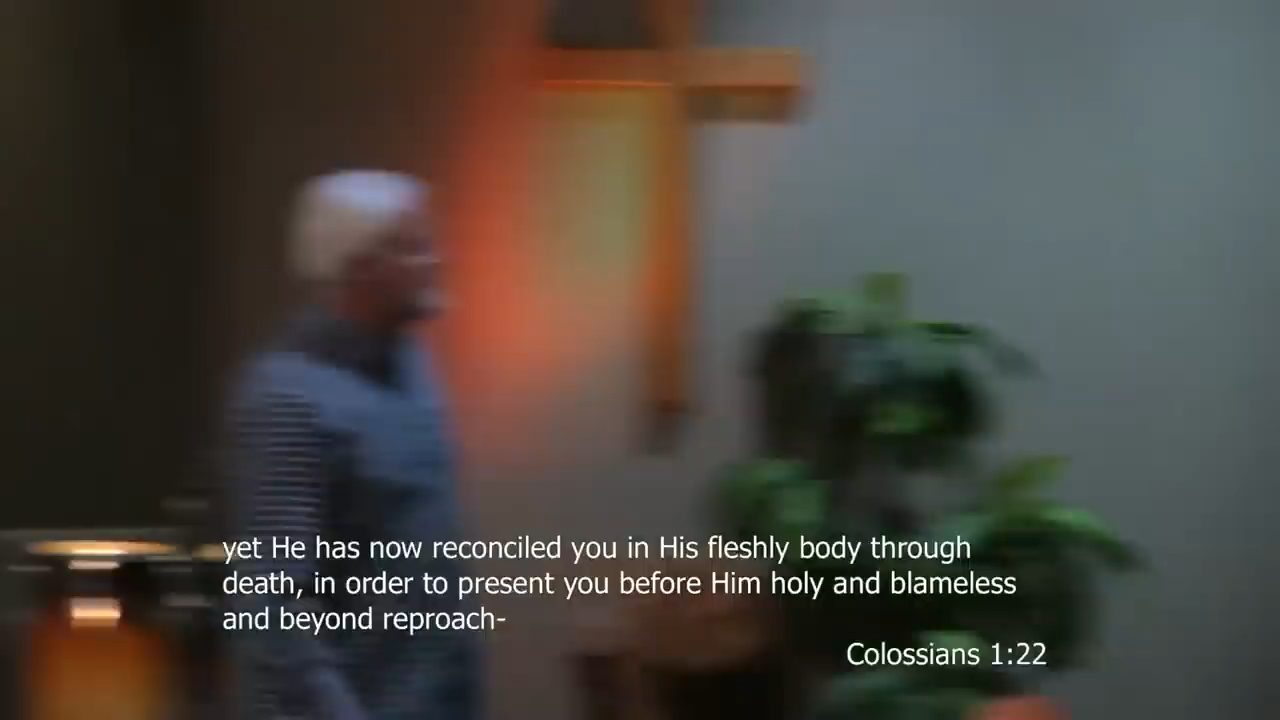 yet He has now reconciled you in His fleshly body through
death, in order to present you before Him holy and blameless
and beyond reproach-
Colossians 1:22